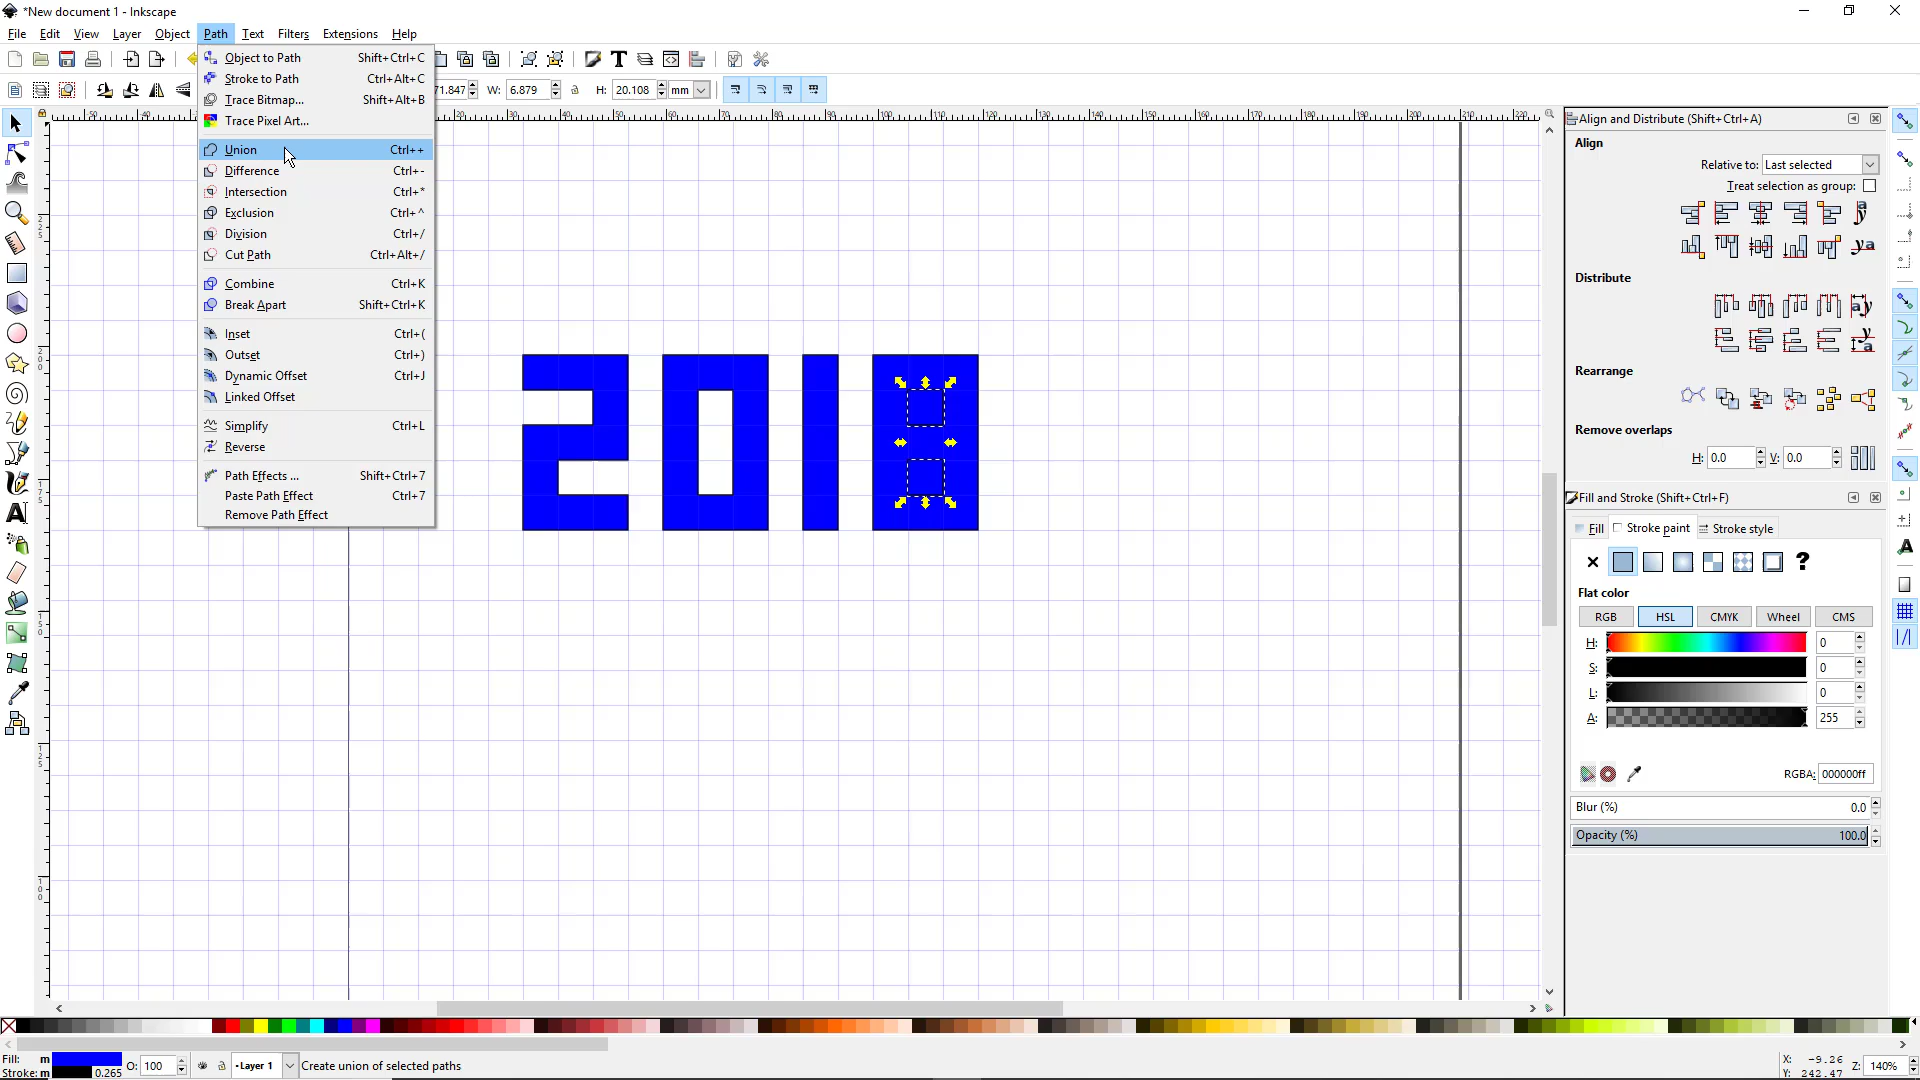 *New document 1 - Inkscape
File Edit View Layer Object Path Text Filters Extensions Help
71.847 W: 6.879 H: 20.108 mm
Object to Path Shift+Ctrl+C
Stroke to Path Ctrl+Alt+C
Trace Bitmap... Shift+Alt+B
Trace Pixel Art...
Union Ctrl++
Difference Ctrl+-
Intersection Ctrl+*
Exclusion Ctrl+^
Division Ctrl+/
Cut Path Ctrl+Alt+/
Combine Ctrl+K
Break Apart Shift+Ctrl+K
Inset Ctrl+(
Outset Ctrl+)
Dynamic Offset Ctrl+J
Linked Offset
Simplify Ctrl+L
Reverse
Path Effects ... Shift+Ctrl+7
Paste Path Effect Ctrl+7
Remove Path Effect
201
Align and Distribute (Shift+Ctrl+A)
Align
Relative to: Last selected
Treat selection as group:
Distribute
Rearrange
Remove overlaps
H: 0.0 V: 0.0
Fill and Stroke (Shift+Ctrl+F)
Fill Stroke paint Stroke style
Flat color
RGB HSL CMYK Wheel CMS
H: 0
S: 0
L: 0
A: 255
RGBA: 000000ff
Blur (%) 0.0
Opacity (%) 100.0
Fill: m
Stroke: m 0.265
O: 100
Layer 1
Create union of selected paths
X: -9.26
Y: 242.47
Z: 140%